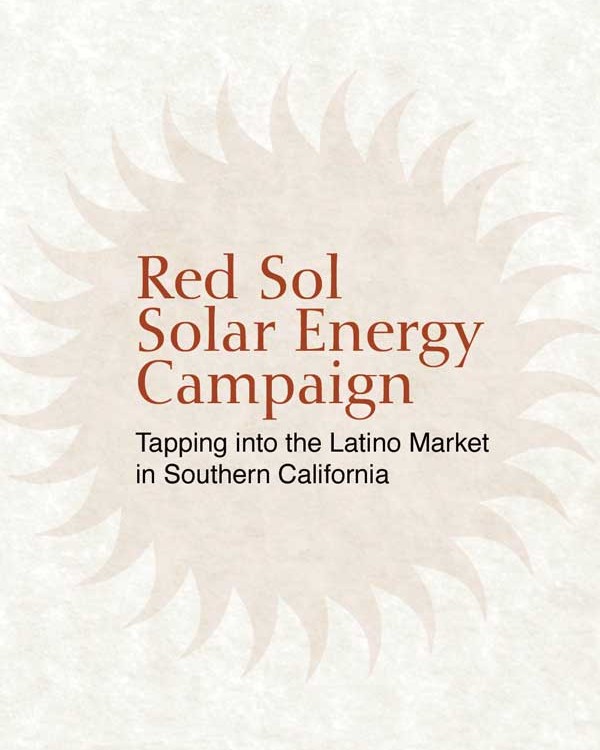 Red Sol
Solar Energy
Campaign
Tapping into the Latino Market
in Southern California